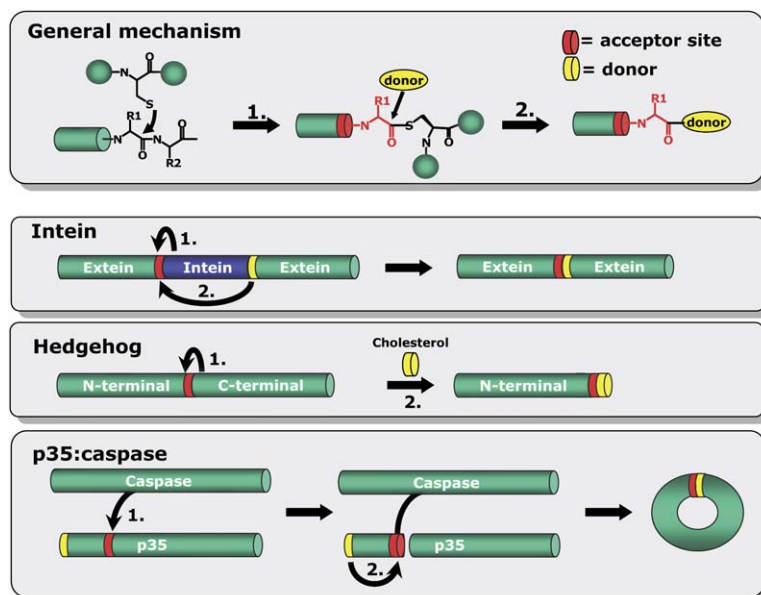 General mechanism
= acceptor site
= donor
N
O
S
R1
N
O
R2
1.
donor
R1
N
S
O
N
O
2.
R1
N
O
donor
Intein
1.
Extein Intein Extein
2.
Extein Extein
Hedgehog
1.
N-terminal C-terminal
Cholesterol
2.
N-terminal
p35:caspase
Caspase
1.
p35
Caspase
p35
2.